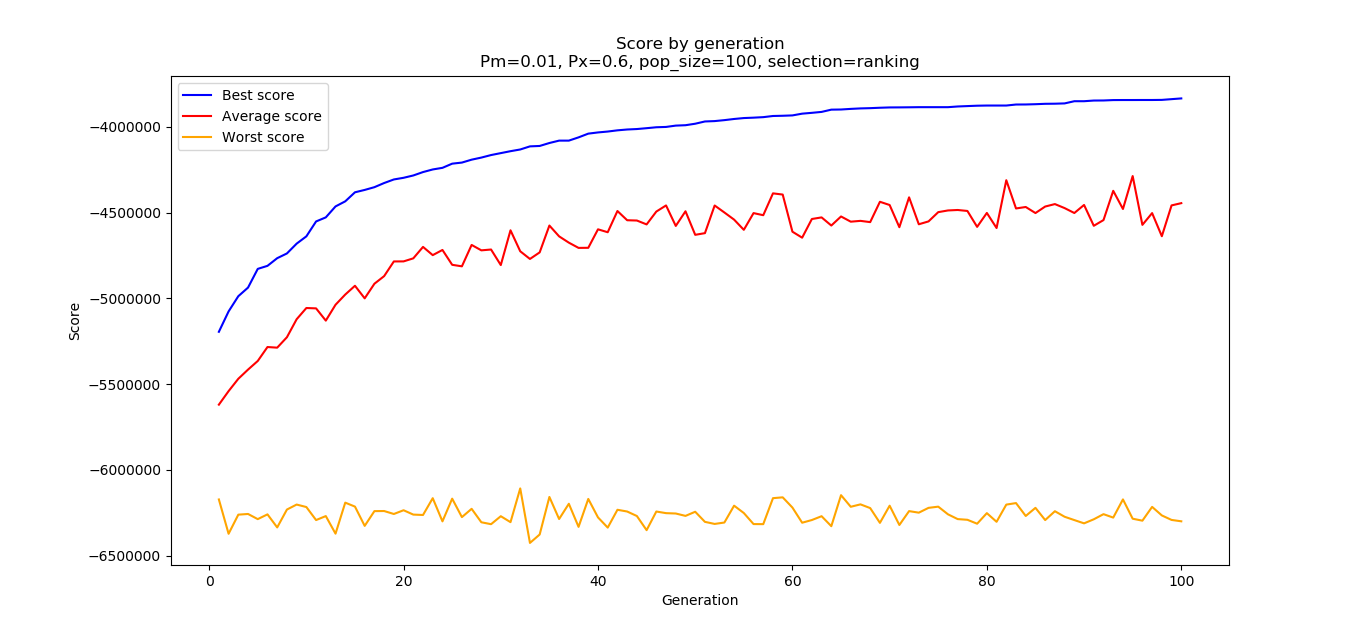 Score by generation
Pm=0.01, Px=0.6, pop_size=100, selection=ranking
Best score
Average score
Worst score
−4000000
−4500000
−5000000
−5500000
−6000000
−6500000
Score
0 20 40 60 80 100
Generation